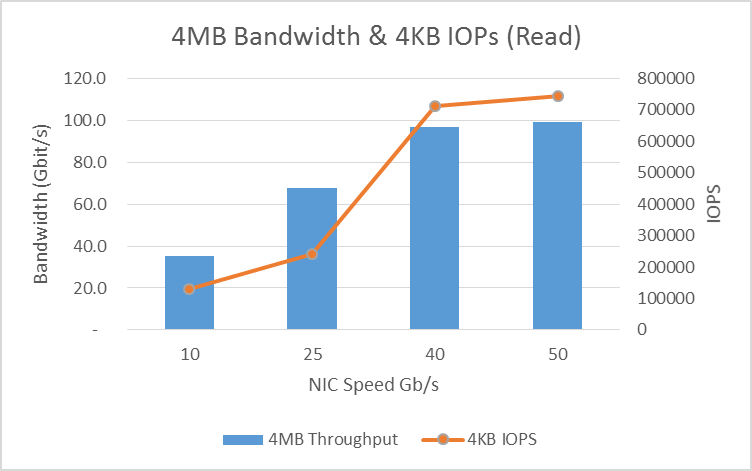 4MB Bandwidth & 4KB IOPs (Read)
120.0
100.0
80.0
60.0
40.0
20.0
-
Bandwidth (Gbit/s)
800000
700000
600000
500000
400000
300000
200000
100000
0
IOPS
10 25 40 50
NIC Speed Gb/s
4MB Throughput 4KB IOPS